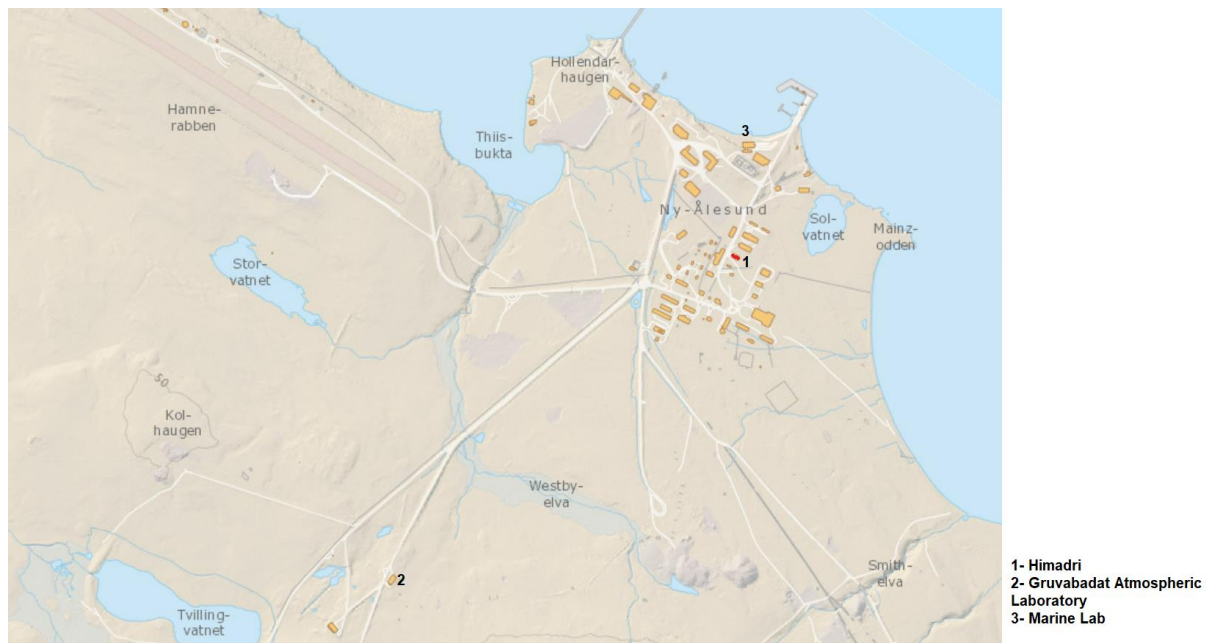 Hollendar-
haugen
Hamne-
rabben
3
Thiis-
bukta
Ny-Ålesund
Sol-
vatnet
Mainz-
odden
1
Stor-
vatnet
50
Kol-
haugen
Westby-
elva
2
Smith-
elva
Tvilling-
vatnet
1- Himadri
2- Gruvabadat Atmospheric
Laboratory
3- Marine Lab